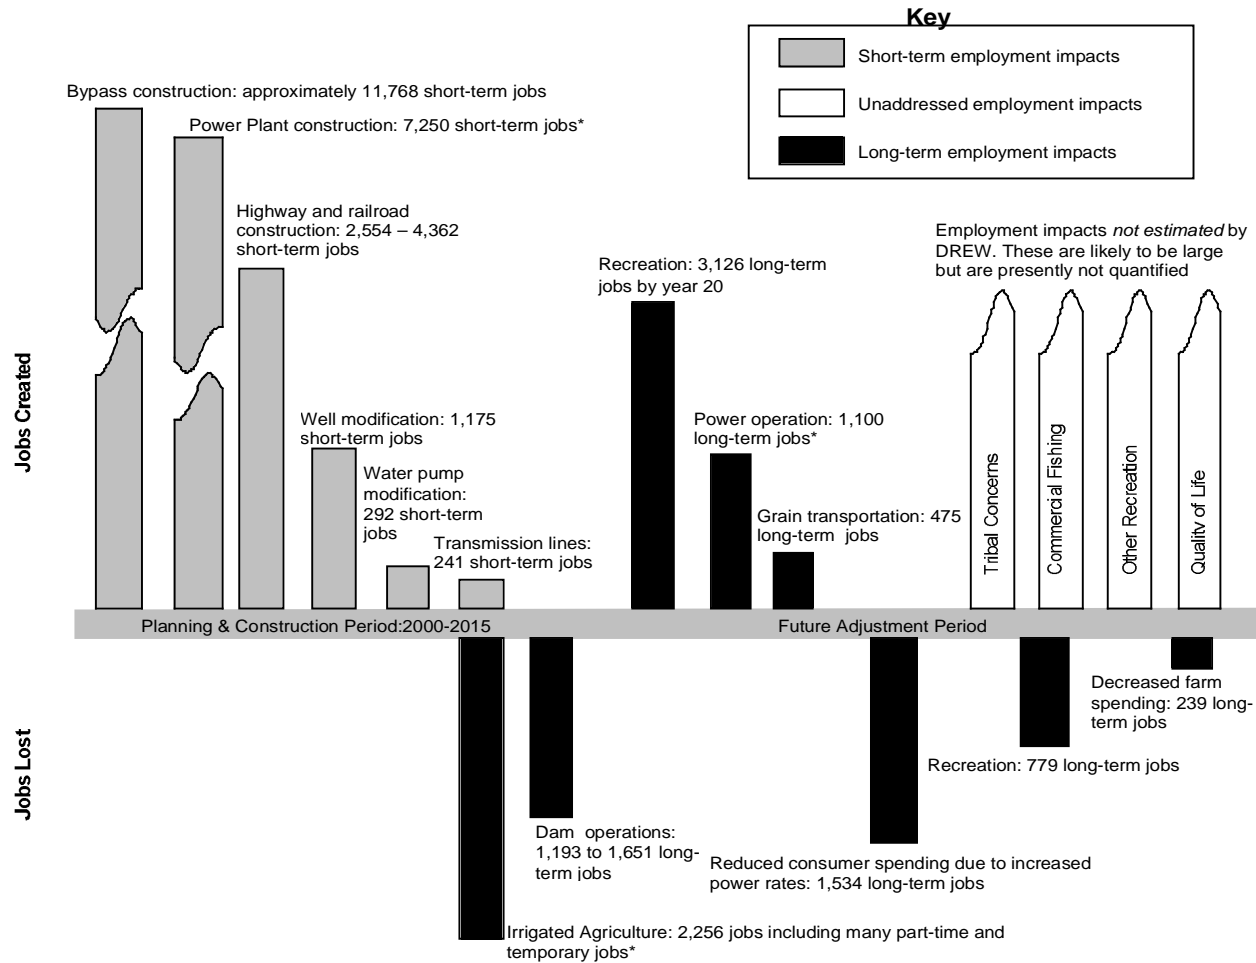 Key
Short-term employment impacts
Unaddressed employment impacts
Long-term employment impacts
Bypass construction: approximately 11,768 short-term jobs
Power Plant construction: 7,250 short-term jobs*
Highway and railroad
construction: 2,554 – 4,362
short-term jobs
Well modification: 1,175
short-term jobs
Water pump
modification:
292 short-term
jobs
Transmission lines:
241 short-term jobs
Recreation: 3,126 long-term
jobs by year 20
Power operation: 1,100
long-term jobs*
Grain transportation: 475
long-term jobs
Employment impacts not estimated by
DREW. These are likely to be large
but are presently not quantified
Tribal Concerns
Commercial Fishing
Other Recreation
Quality of Life
Jobs Created
Planning & Construction Period:2000-2015
Future Adjustment Period
Jobs Lost
Decreased farm
spending: 239 long-
term jobs
Recreation: 779 long-term jobs
Dam operations:
1,193 to 1,651 long-
term jobs
Reduced consumer spending due to increased
power rates: 1,534 long-term jobs
Irrigated Agriculture: 2,256 jobs including many part-time and
temporary jobs*